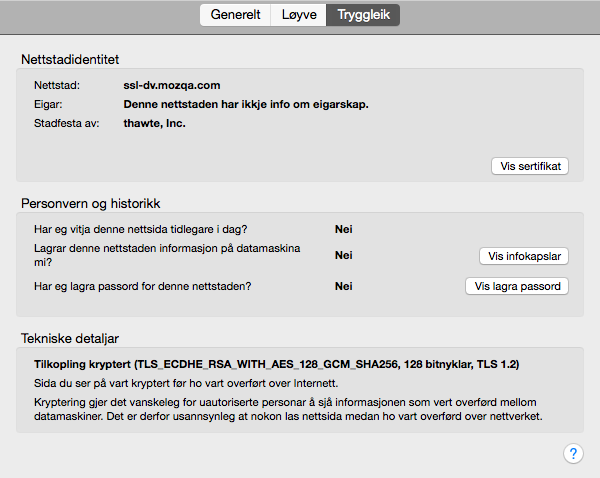 Generelt Løyve Tryggleik
Nettstadidentitet
Nettstad: ssl-dv.mozqa.com
Eigar: Denne nettstaden har ikkje info om eigarskap.
Stadfesta av: thawte, Inc.
Vis sertifikat
Personvern og historikk
Har eg vitja denne nettsida tidlegare i dag? Nei
Lagrar denne nettstaden informasjon på datamaskina
mi? Nei Vis infokapslar
Har eg lagra passord for denne nettstaden? Nei Vis lagra passord
Tekniske detaljar
Tilkopling kryptert (TLS_ECDHE_RSA_WITH_AES_128_GCM_SHA256, 128 bitnyklar, TLS 1.2)
Sida du ser på vart kryptert før ho vart overført over Internett.
Kryptering gjer det vanskeleg for uautoriserte personar å sjå informasjonen som vert overførd mellom
datamaskiner. Det er derfor usannsynleg at nokon las nettsida medan ho vart overførd over nettverket.
?